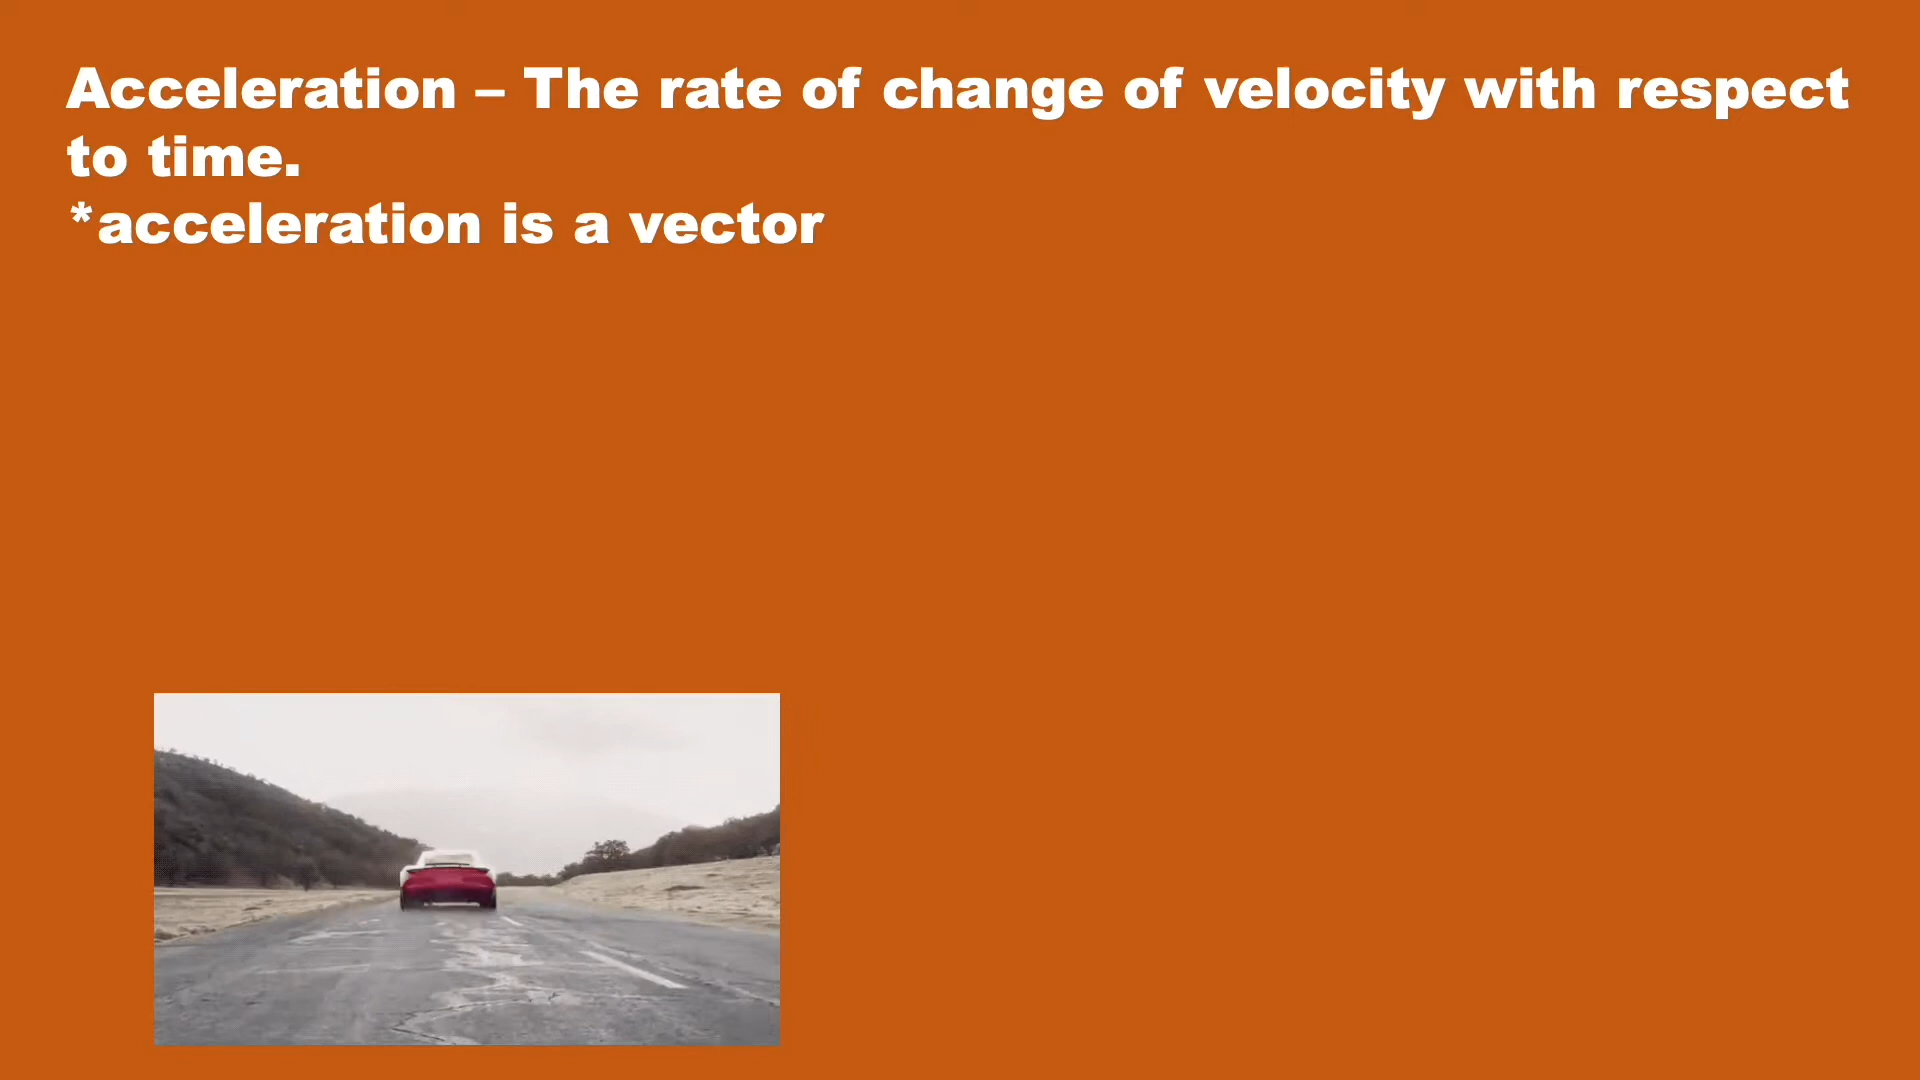 Acceleration – The rate of change of velocity with respect
to time.
*acceleration is a vector